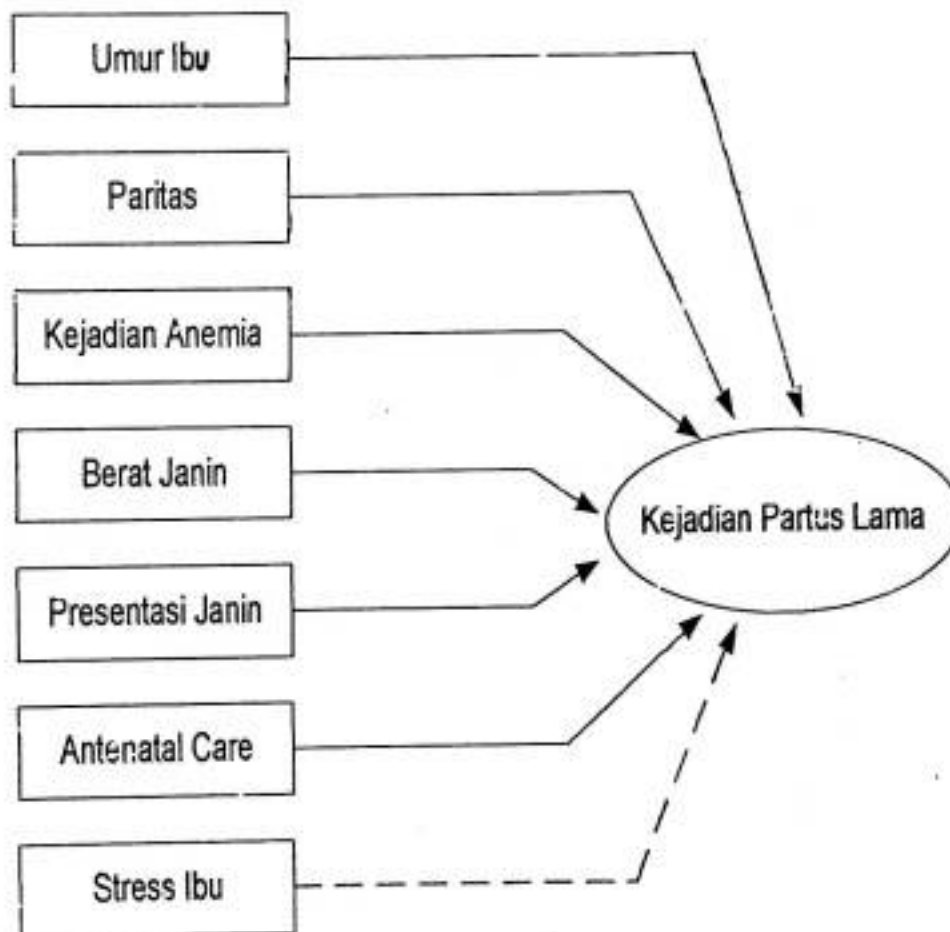 Umur Ibu
Paritas
Kejadian Anemia
Berat Janin
Kejadian Partus Lama
Presentasi Janin
Antenatal Care
Stress Ibu